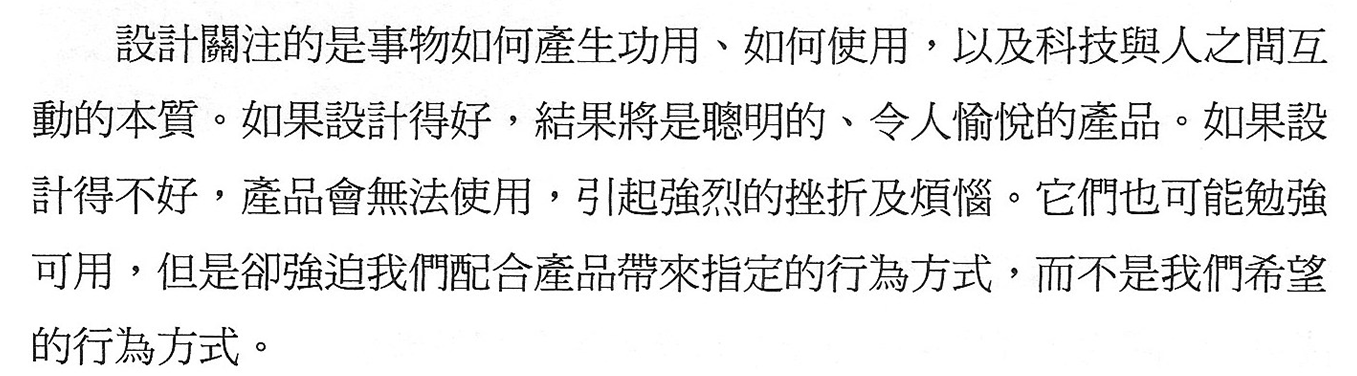 設計關注的是事物如何產生功用、如何使用，以及科技與人之間互
動的本質。如果設計得好，結果將是聰明的、令人愉悅的產品。如果設
計得不好，產品會無法使用，引起強烈的挫折及煩惱。它們也可能勉強
可用，但是卻強迫我們配合產品帶來指定的行為方式，而不是我們希望
的行為方式。